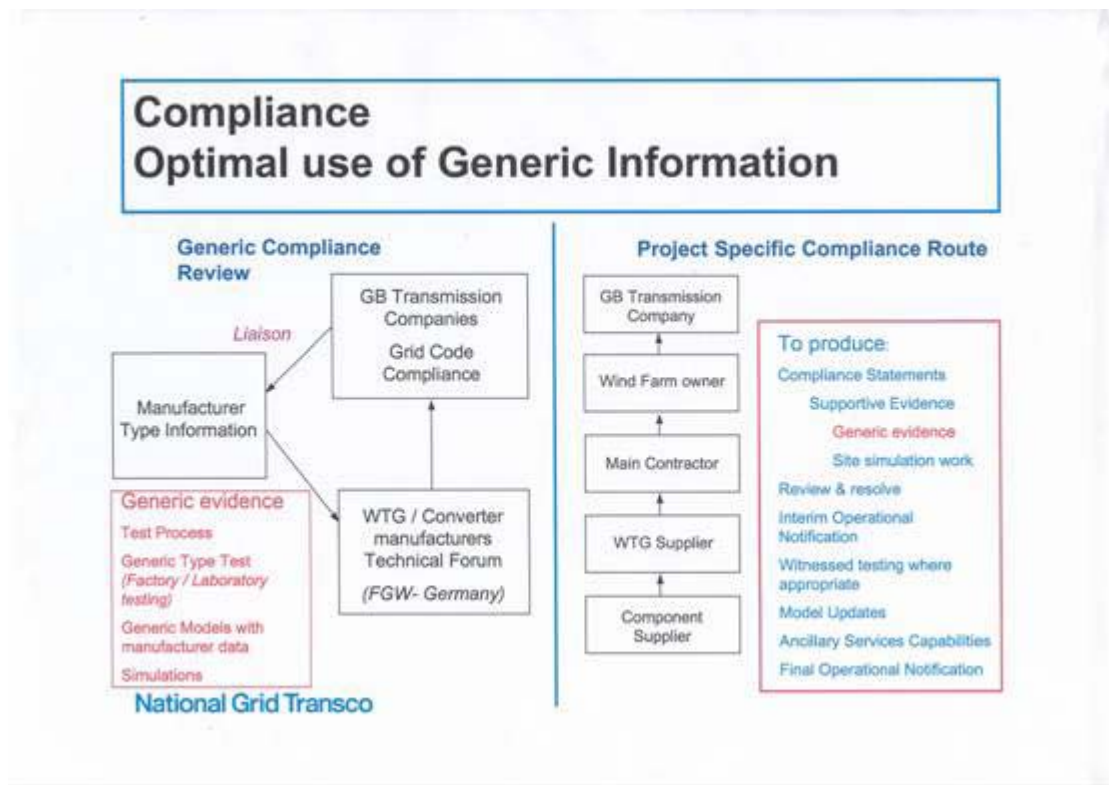 Compliance
Optimal use of Generic Information
Generic Compliance
Review
GB Transmission
Companies
Grid Code
Compliance
Liaison
Manufacturer
Type Information
WTG / Converter
manufacturers
Technical Forum
(FGW- Germany)
Generic evidence
Test Process
Generic Type Test
(Factory / Laboratory
testing)
Generic Models with
manufacturer data
Simulations
National Grid Transco
Project Specific Compliance Route
GB Transmission
Company
Wind Farm owner
Main Contractor
WTG Supplier
Component
Supplier
To produce:
Compliance Statements
Supportive Evidence
Generic evidence
Site simulation work
Review & resolve
Interim Operational
Notification
Witnessed testing where
appropriate
Model Updates
Ancillary Services Capabilities
Final Operational Notification